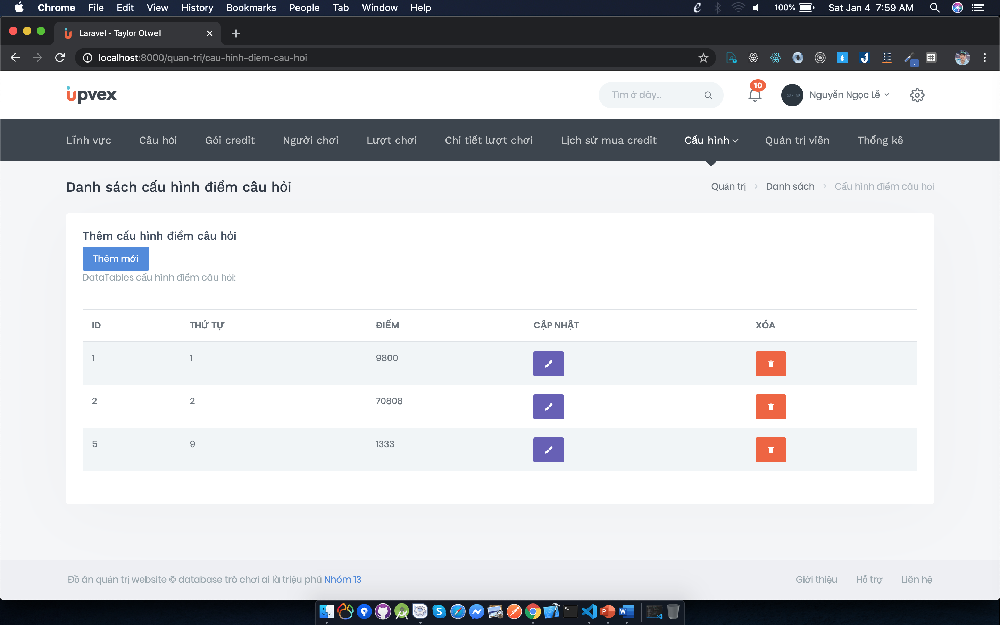 Chrome File Edit View History Bookmarks People Tab Window Help 100% Sat Jan 4 7:59 AM
Laravel - Taylor Otwell
localhost:8000/quan-tri/cau-hinh-diem-cau-hoi
upvex Tìm ở đây... 10 150 x 150 Nguyễn Ngọc Lễ
Lĩnh vực Câu hỏi Gói credit Người chơi Lượt chơi Chi tiết lượt chơi Lịch sử mua credit Cấu hình Quản trị viên Thống kê
Danh sách cấu hình điểm câu hỏi Quản trị Danh sách Cấu hình điểm câu hỏi
Thêm cấu hình điểm câu hỏi
Thêm mới
DataTables cấu hình điểm câu hỏi:
ID THỨ TỰ ĐIỂM CẬP NHẬT XÓA
1 1 9800
2 2 70808
5 9 1333
Đồ án quản trị website © database trò chơi ai là triệu phú Nhóm 13 Giới thiệu Hỗ trợ Liên hệ